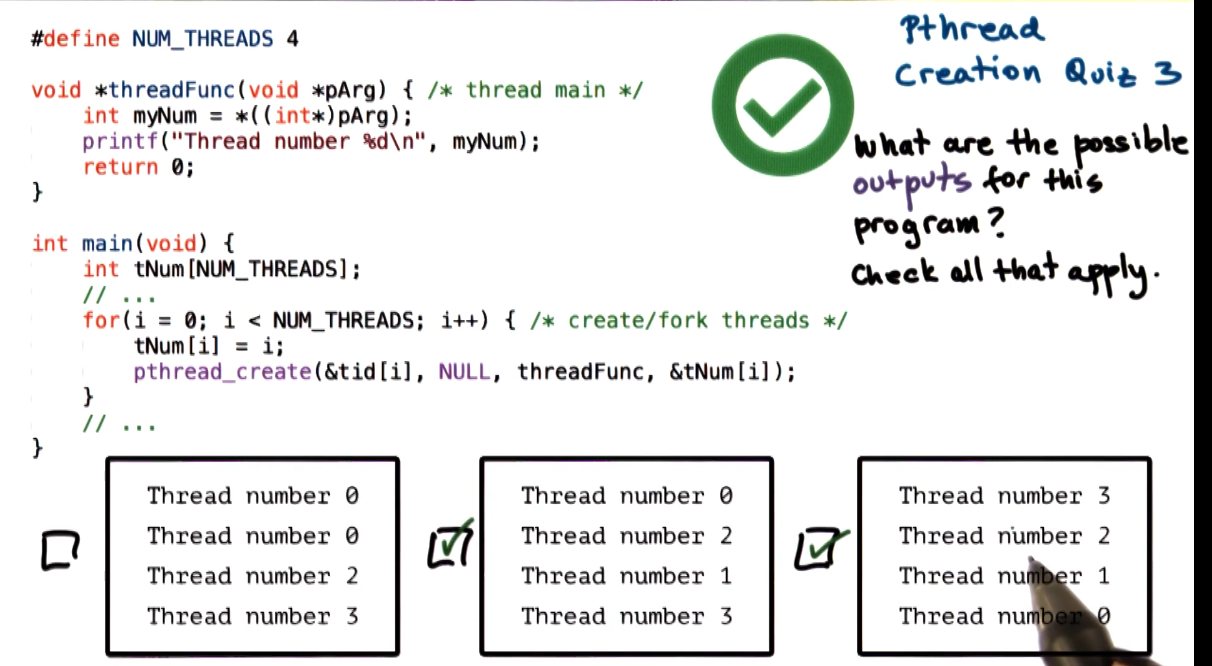 #define NUM_THREADS 4
void *threadFunc(void *pArg) { /* thread main */
int myNum = *((int*)pArg);
printf("Thread number %d\n", myNum);
return 0;
}
int main(void) {
int tNum[NUM_THREADS];
// ...
for(i = 0; i < NUM_THREADS; i++) { /* create/fork threads */
tNum[i] = i;
pthread_create(&tid[i], NULL, threadFunc, &tNum[i]);
}
// ...
}
Pthread
Creation Quiz 3
What are the possible
outputs for this
program?
Check all that apply.
Thread number 0
Thread number 0
Thread number 2
Thread number 3
Thread number 0
Thread number 2
Thread number 1
Thread number 3
Thread number 3
Thread number 2
Thread number 1
Thread number 0